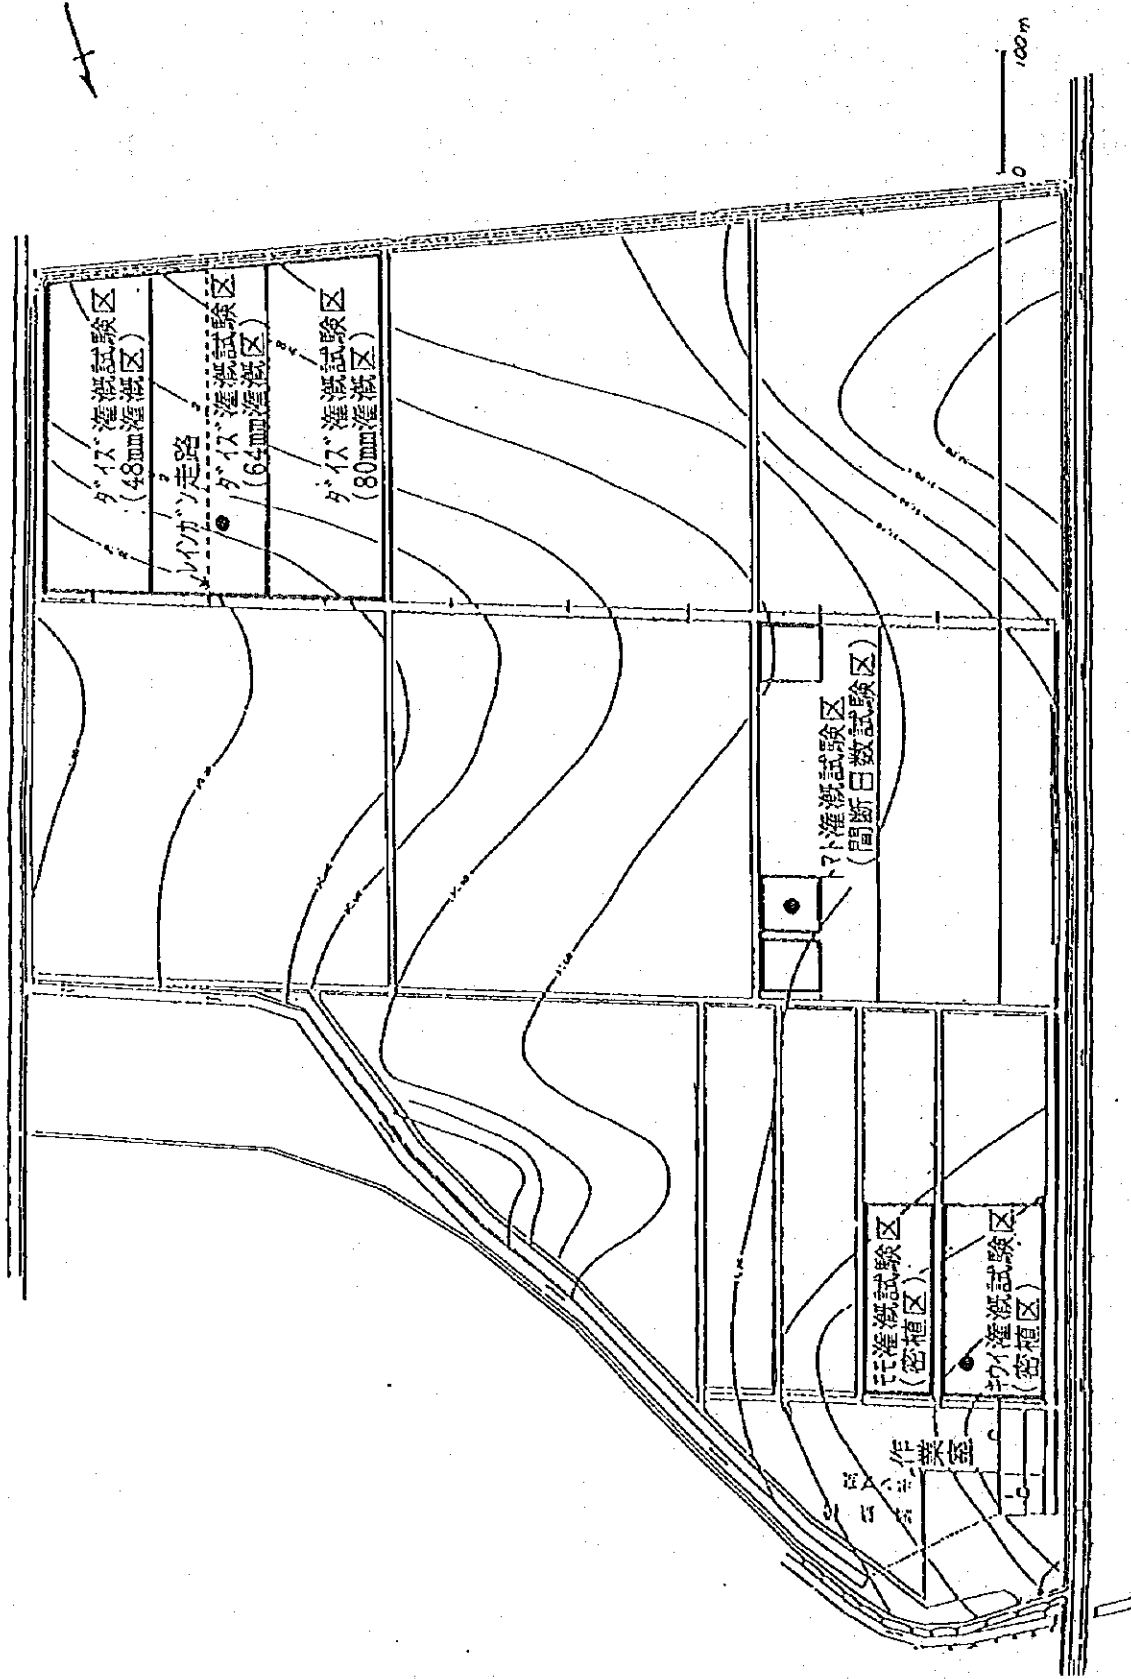 100m
0
ダイズ灌漑試験区
(48mm灌漑区)
レインガン走路
ダイズ灌漑試験区
(64mm灌漑区)
ダイズ灌漑試験区
(80mm灌漑区)
トマト灌漑試験区
(間断日数試験区)
モモ灌漑試験区
(密植区)
キウイ灌漑試験区
(密植区)
作業室